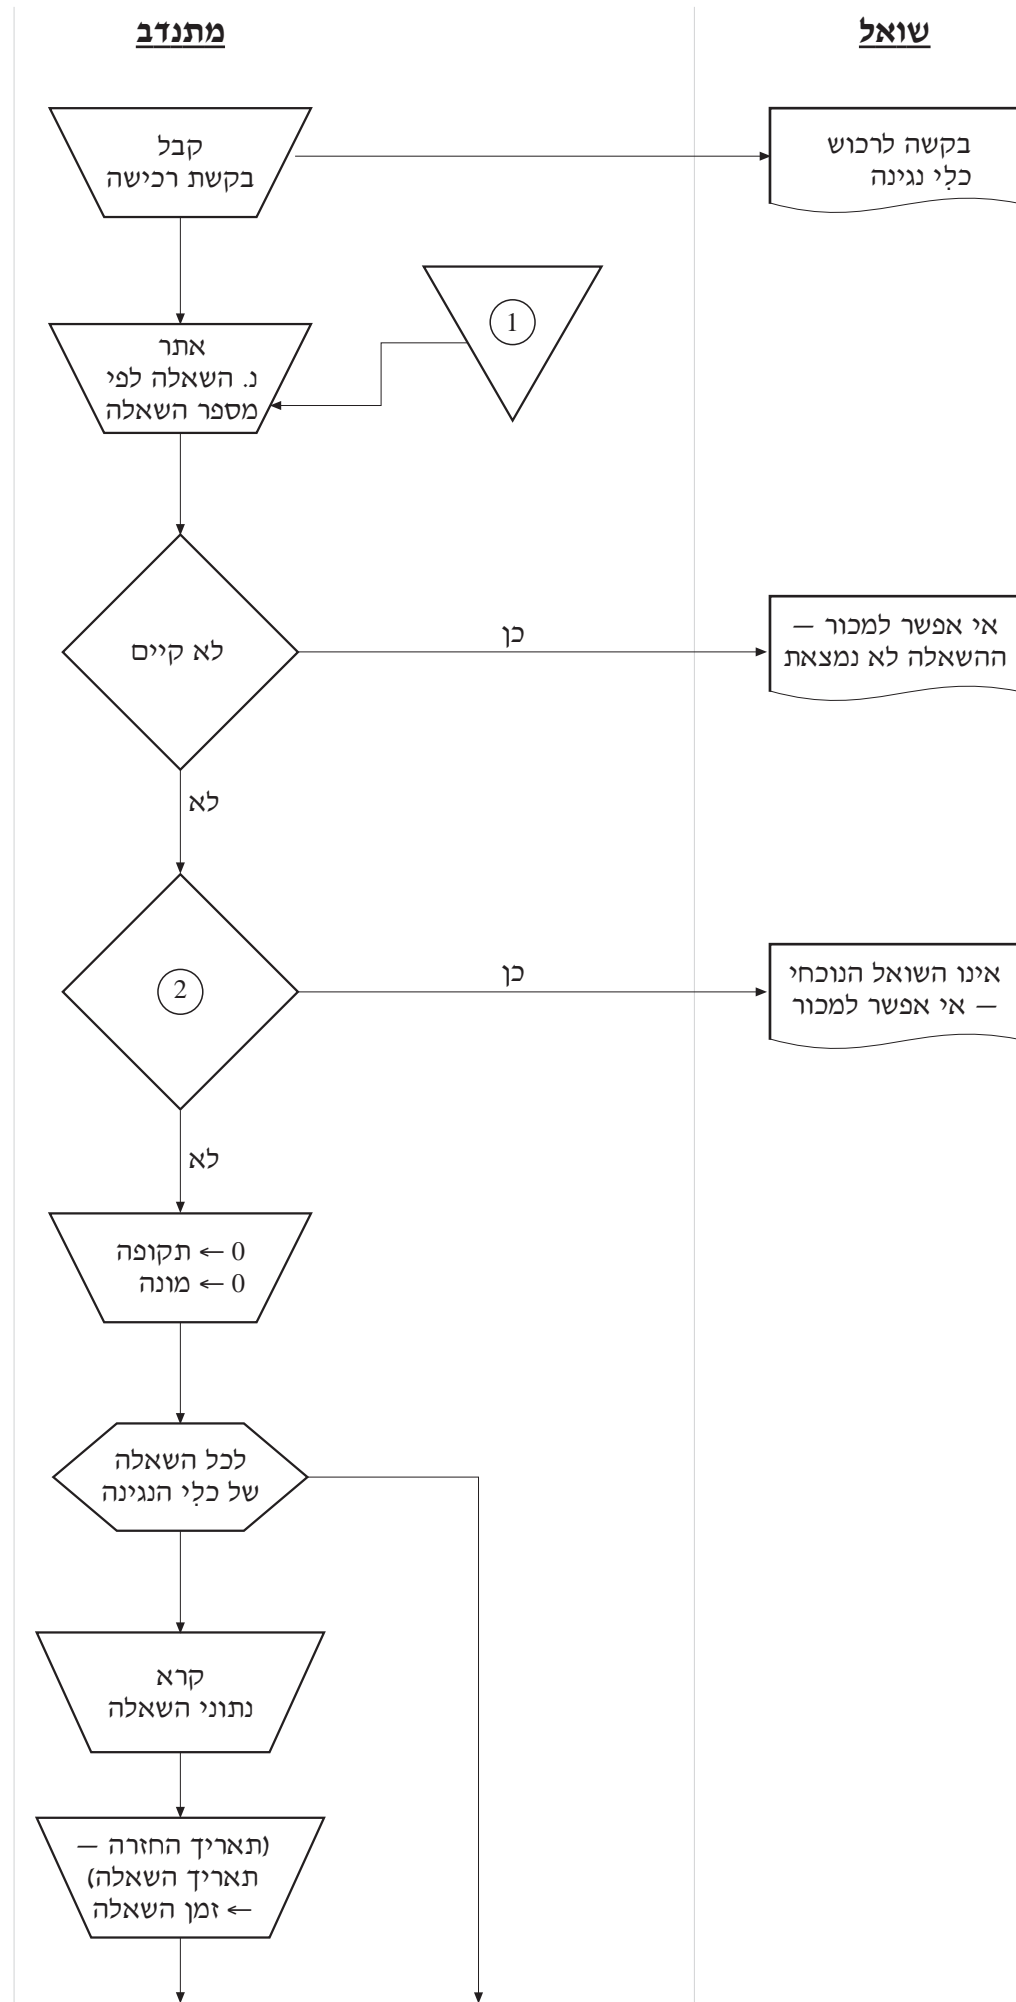 שואל
מתנדב
בקשה לרכוש
כלִי נגינה
קבל
בקשת רכישה
1
אתר
נ. השאלה לפי
מספר השאלה
אי אפשר למכור —
ההשאלה לא נמצאת
כן
לא קיים
לא
אינו השואל הנוכחי
— אי אפשר למכור
כן
2
לא
0 ← תקופה
0 ← מונה
לכל השאלה
של כלִי הנגינה
קרא
נתוני השאלה
(תאריך החזרה —
תאריך השאלה)
← זמן השאלה